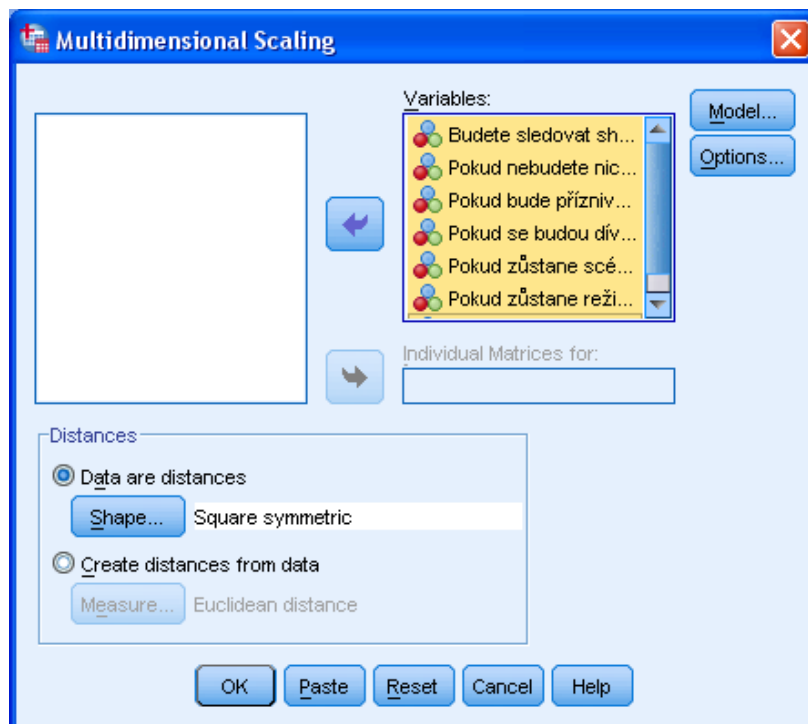 Multidimensional Scaling
Variables:
Budete sledovat sh...
Pokud nebudete nic...
Pokud bude přízniv...
Pokud se budou dív...
Pokud zůstane scé...
Pokud zůstane reži...
Model...
Options...
Individual Matrices for:
Distances
Data are distances
Shape... Square symmetric
Create distances from data
Measure... Euclidean distance
OK Paste Reset Cancel Help